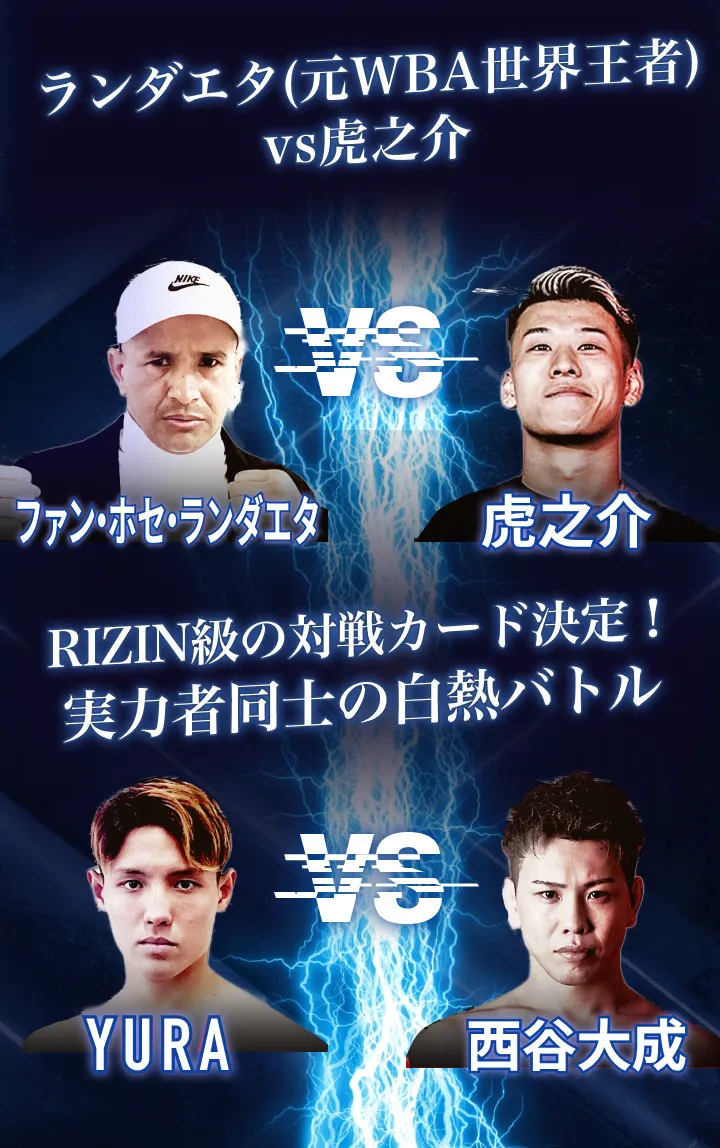 ランダエタ(元WBA世界王者)
vs虎之介
NIKE
VS
ファン・ホセ・ランダエタ
虎之介
RIZIN級の対戦カード決定！
実力者同士の白熱バトル
VS
YURA
西谷大成